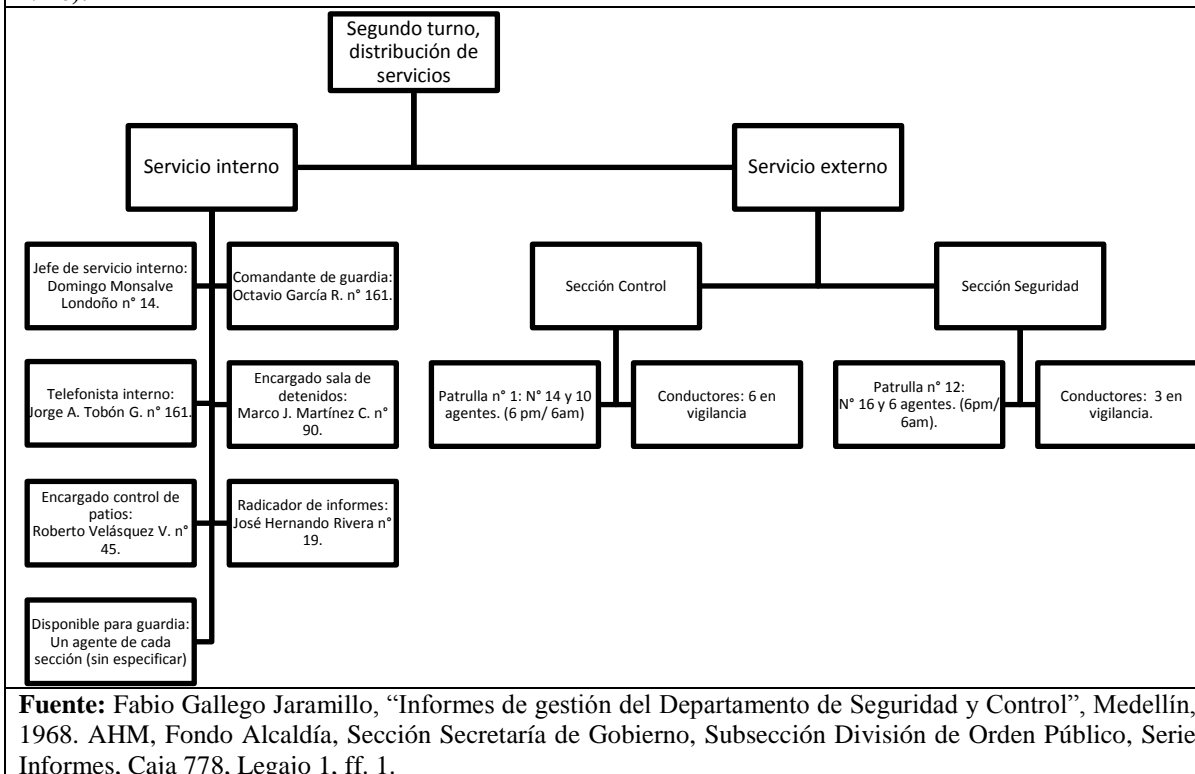 Segundo turno,
distribución de
servicios
Servicio interno
Servicio externo
Jefe de servicio interno:
Domingo Monsalve
Londoño n° 14.
Comandante de guardia:
Octavio García R. n° 161.
Sección Control
Sección Seguridad
Telefonista interno:
Jorge A. Tobón G. n° 161.
Encargado sala de
detenidos:
Marco J. Martínez C. n°
90.
Patrulla n° 1: N° 14 y 10
agentes. (6 pm/ 6am)
Conductores: 6 en
vigilancia
Patrulla n° 12:
N° 16 y 6 agentes. (6pm/
6am).
Conductores: 3 en
vigilancia.
Encargado control de
patios:
Roberto Velásquez V. n°
45.
Radicador de informes:
José Hernando Rivera n°
19.
Disponible para guardia:
Un agente de cada
sección (sin especificar)
Fuente: Fabio Gallego Jaramillo, “Informes de gestión del Departamento de Seguridad y Control”, Medellín,
1968. AHM, Fondo Alcaldía, Sección Secretaría de Gobierno, Subsección División de Orden Público, Serie
Informes, Caja 778, Legajo 1, ff. 1.